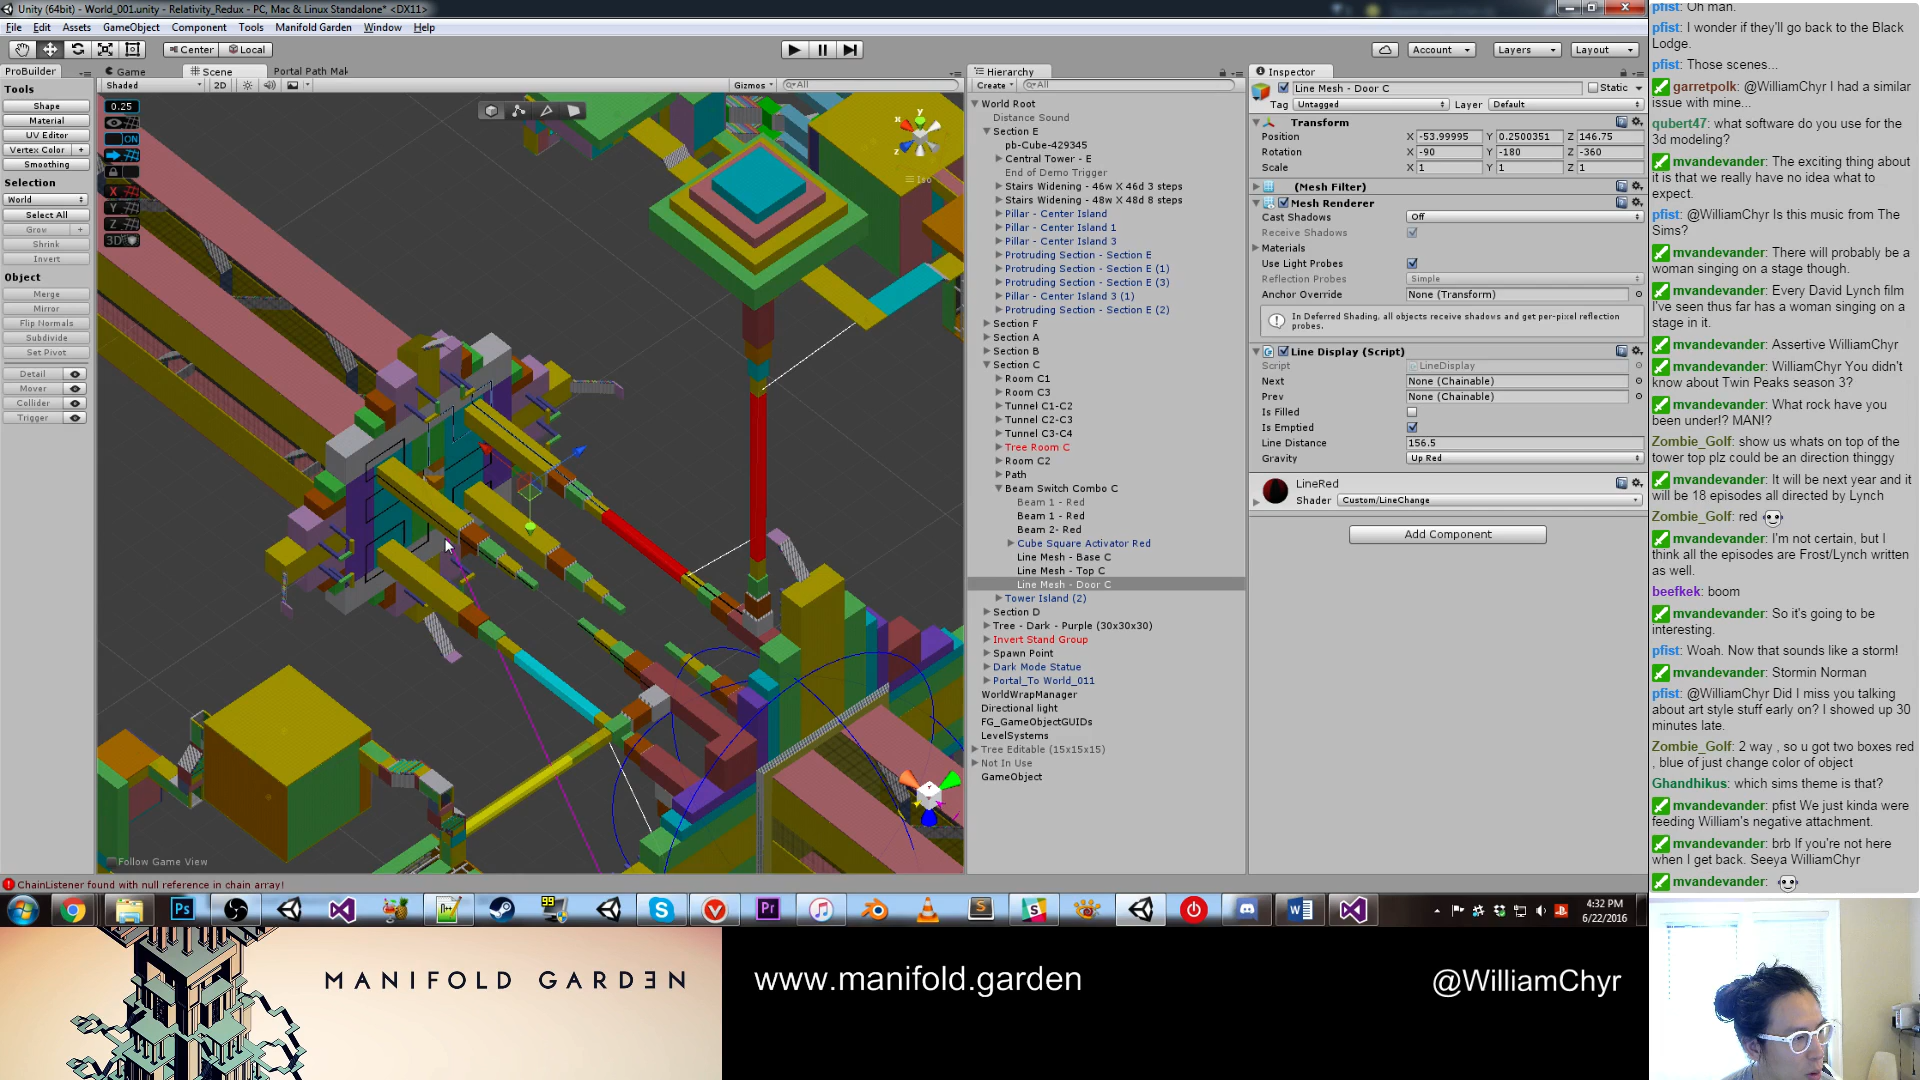 Unity (64bit) - World_001.unity - Relativity_Redux - PC, Mac & Linux Standalone* <DX11>
File Edit Assets GameObject Component Tools Manifold Garden Window Help
Center Local Account Layers Layout
ProBuilder
Tools
Shape
Material
UV Editor
Vertex Color +
Smoothing
Selection
World
Select All
Grow +
Shrink
Invert
Object
Merge
Mirror
Flip Normals
Subdivide
Set Pivot
Detail
Mover
Collider
Trigger
Game Scene Portal Path Mak
Shaded 2D Gizmos All
0.25
ON
X
Y
Z
3D
y
x
z
Iso
Follow Game View
Hierarchy
Create All
World Root
Distance Sound
Section E
pb-Cube-429345
Central Tower - E
End of Demo Trigger
Stairs Widening - 46w X 46d 3 steps
Stairs Widening - 48w X 48d 8 steps
Pillar - Center Island
Pillar - Center Island 1
Pillar - Center Island 3
Protruding Section - Section E
Protruding Section - Section E (1)
Protruding Section - Section E (3)
Pillar - Center Island 3 (1)
Protruding Section - Section E (2)
Section F
Section A
Section B
Section C
Room C1
Room C3
Tunnel C1-C2
Tunnel C2-C3
Tunnel C3-C4
Tree Room C
Room C2
Path
Beam Switch Combo C
Beam 1 - Red
Beam 1 - Red
Beam 2- Red
Cube Square Activator Red
Line Mesh - Base C
Line Mesh - Top C
Line Mesh - Door C
Tower Island (2)
Section D
Tree - Dark - Purple (30x30x30)
Invert Stand Group
Spawn Point
Dark Mode Statue
Portal_To World_011
WorldWrapManager
Directional light
FG_GameObjectGUIDs
LevelSystems
Tree Editable (15x15x15)
Not In Use
GameObject
Inspector
Line Mesh - Door C Static
Tag Untagged Layer Default
Transform
Position X -53.99995 Y 0.2500351 Z 146.75
Rotation X -90 Y -180 Z -360
Scale X 1 Y 1 Z 1
(Mesh Filter)
Mesh Renderer
Cast Shadows Off
Receive Shadows
Materials
Use Light Probes
Reflection Probes Simple
Anchor Override None (Transform)
In Deferred Shading, all objects receive shadows and get per-pixel reflection
probes.
Line Display (Script)
Script LineDisplay
Next None (Chainable)
Prev None (Chainable)
Is Filled
Is Emptied
Line Distance 156.5
Gravity Up Red
LineRed
Shader Custom/LineChange
Add Component
ChainListener found with null reference in chain array!
4:32 PM
6/22/2016
pfist: Oh man.
pfist: I wonder if they'll go back to the Black
Lodge.
pfist: Those scenes...
garretpolk: @WilliamChyr I had a similar
issue with mine...
qubert47: what software do you use for the
3d modeling?
mvandevander: The exciting thing about
it is that we really have no idea what to
expect.
pfist: @WilliamChyr Is this music from The
Sims?
mvandevander: There will probably be a
woman singing on a stage though.
mvandevander: Every David Lynch film
I've seen thus far has a woman singing on a
stage in it.
mvandevander: Assertive WilliamChyr
mvandevander: WilliamChyr You didn't
know about Twin Peaks season 3?
mvandevander: What rock have you
been under!? MAN!?
Zombie_Golf: show us whats on top of the
tower top plz could be an direction thinggy
mvandevander: It will be next year and it
will be 18 episodes all directed by Lynch
Zombie_Golf: red
mvandevander: I'm not certain, but I
think all the episodes are Frost/Lynch written
as well.
beefkek: boom
mvandevander: So it's going to be
interesting.
pfist: Woah. Now that sounds like a storm!
mvandevander: Stormin Norman
pfist: @WilliamChyr Did I miss you talking
about art style stuff early on? I showed up 30
minutes late.
Zombie_Golf: 2 way , so u got two boxes red
, blue of just change color of object
Ghandhikus: which sims theme is that?
mvandevander: pfist We just kinda were
feeding William's negative attachment.
mvandevander: brb If you're not here
when I get back. Seeya WilliamChyr
mvandevander:
MANIFOLD GARDEN
www.manifold.garden
@WilliamChyr